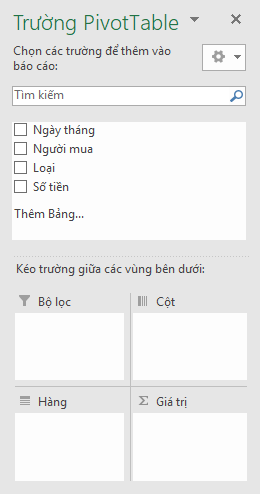 Trường PivotTable
Chọn các trường để thêm vào
báo cáo:
Tìm kiếm
Ngày tháng
Người mua
Loại
Số tiền
Thêm Bảng...
Kéo trường giữa các vùng bên dưới:
Bộ lọc
Cột
Hàng
Σ Giá trị